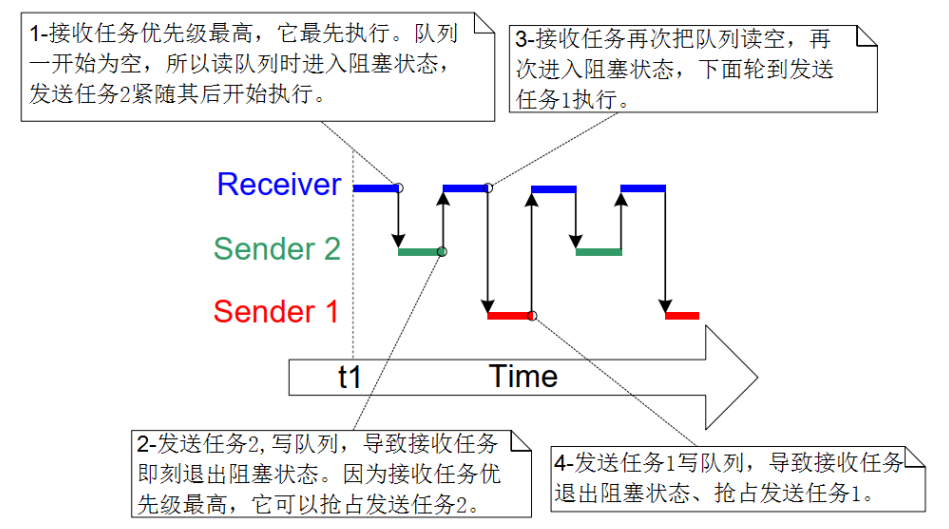 1-接收任务优先级最高，它最先执行。队列
一开始为空，所以读队列时进入阻塞状态，
发送任务2紧随其后开始执行。
3-接收任务再次把队列读空，再
次进入阻塞状态，下面轮到发送
任务1执行。
Receiver
Sender 2
Sender 1
t1
Time
2-发送任务2,写队列，导致接收任务
即刻退出阻塞状态。因为接收任务优
先级最高，它可以抢占发送任务2。
4-发送任务1写队列，导致接收任务
退出阻塞状态、抢占发送任务1。